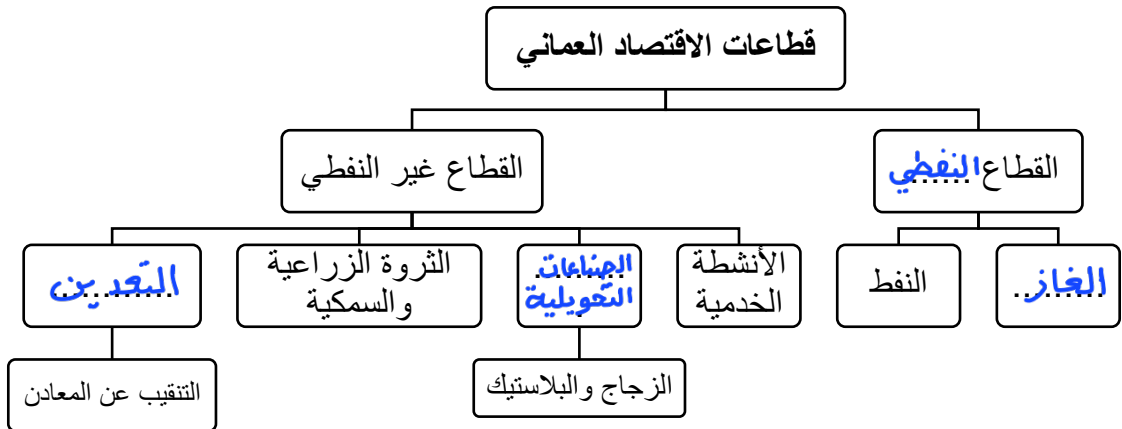 قطاعات الاقتصاد العماني
القطاع النفطي
القطاع غير النفطي
الغاز
النفط
الأنشطة
الخدمية
الصناعات
التحويلية
الثروة الزراعية
والسمكية
التعدين
الزجاج والبلاستيك
التنقيب عن المعادن